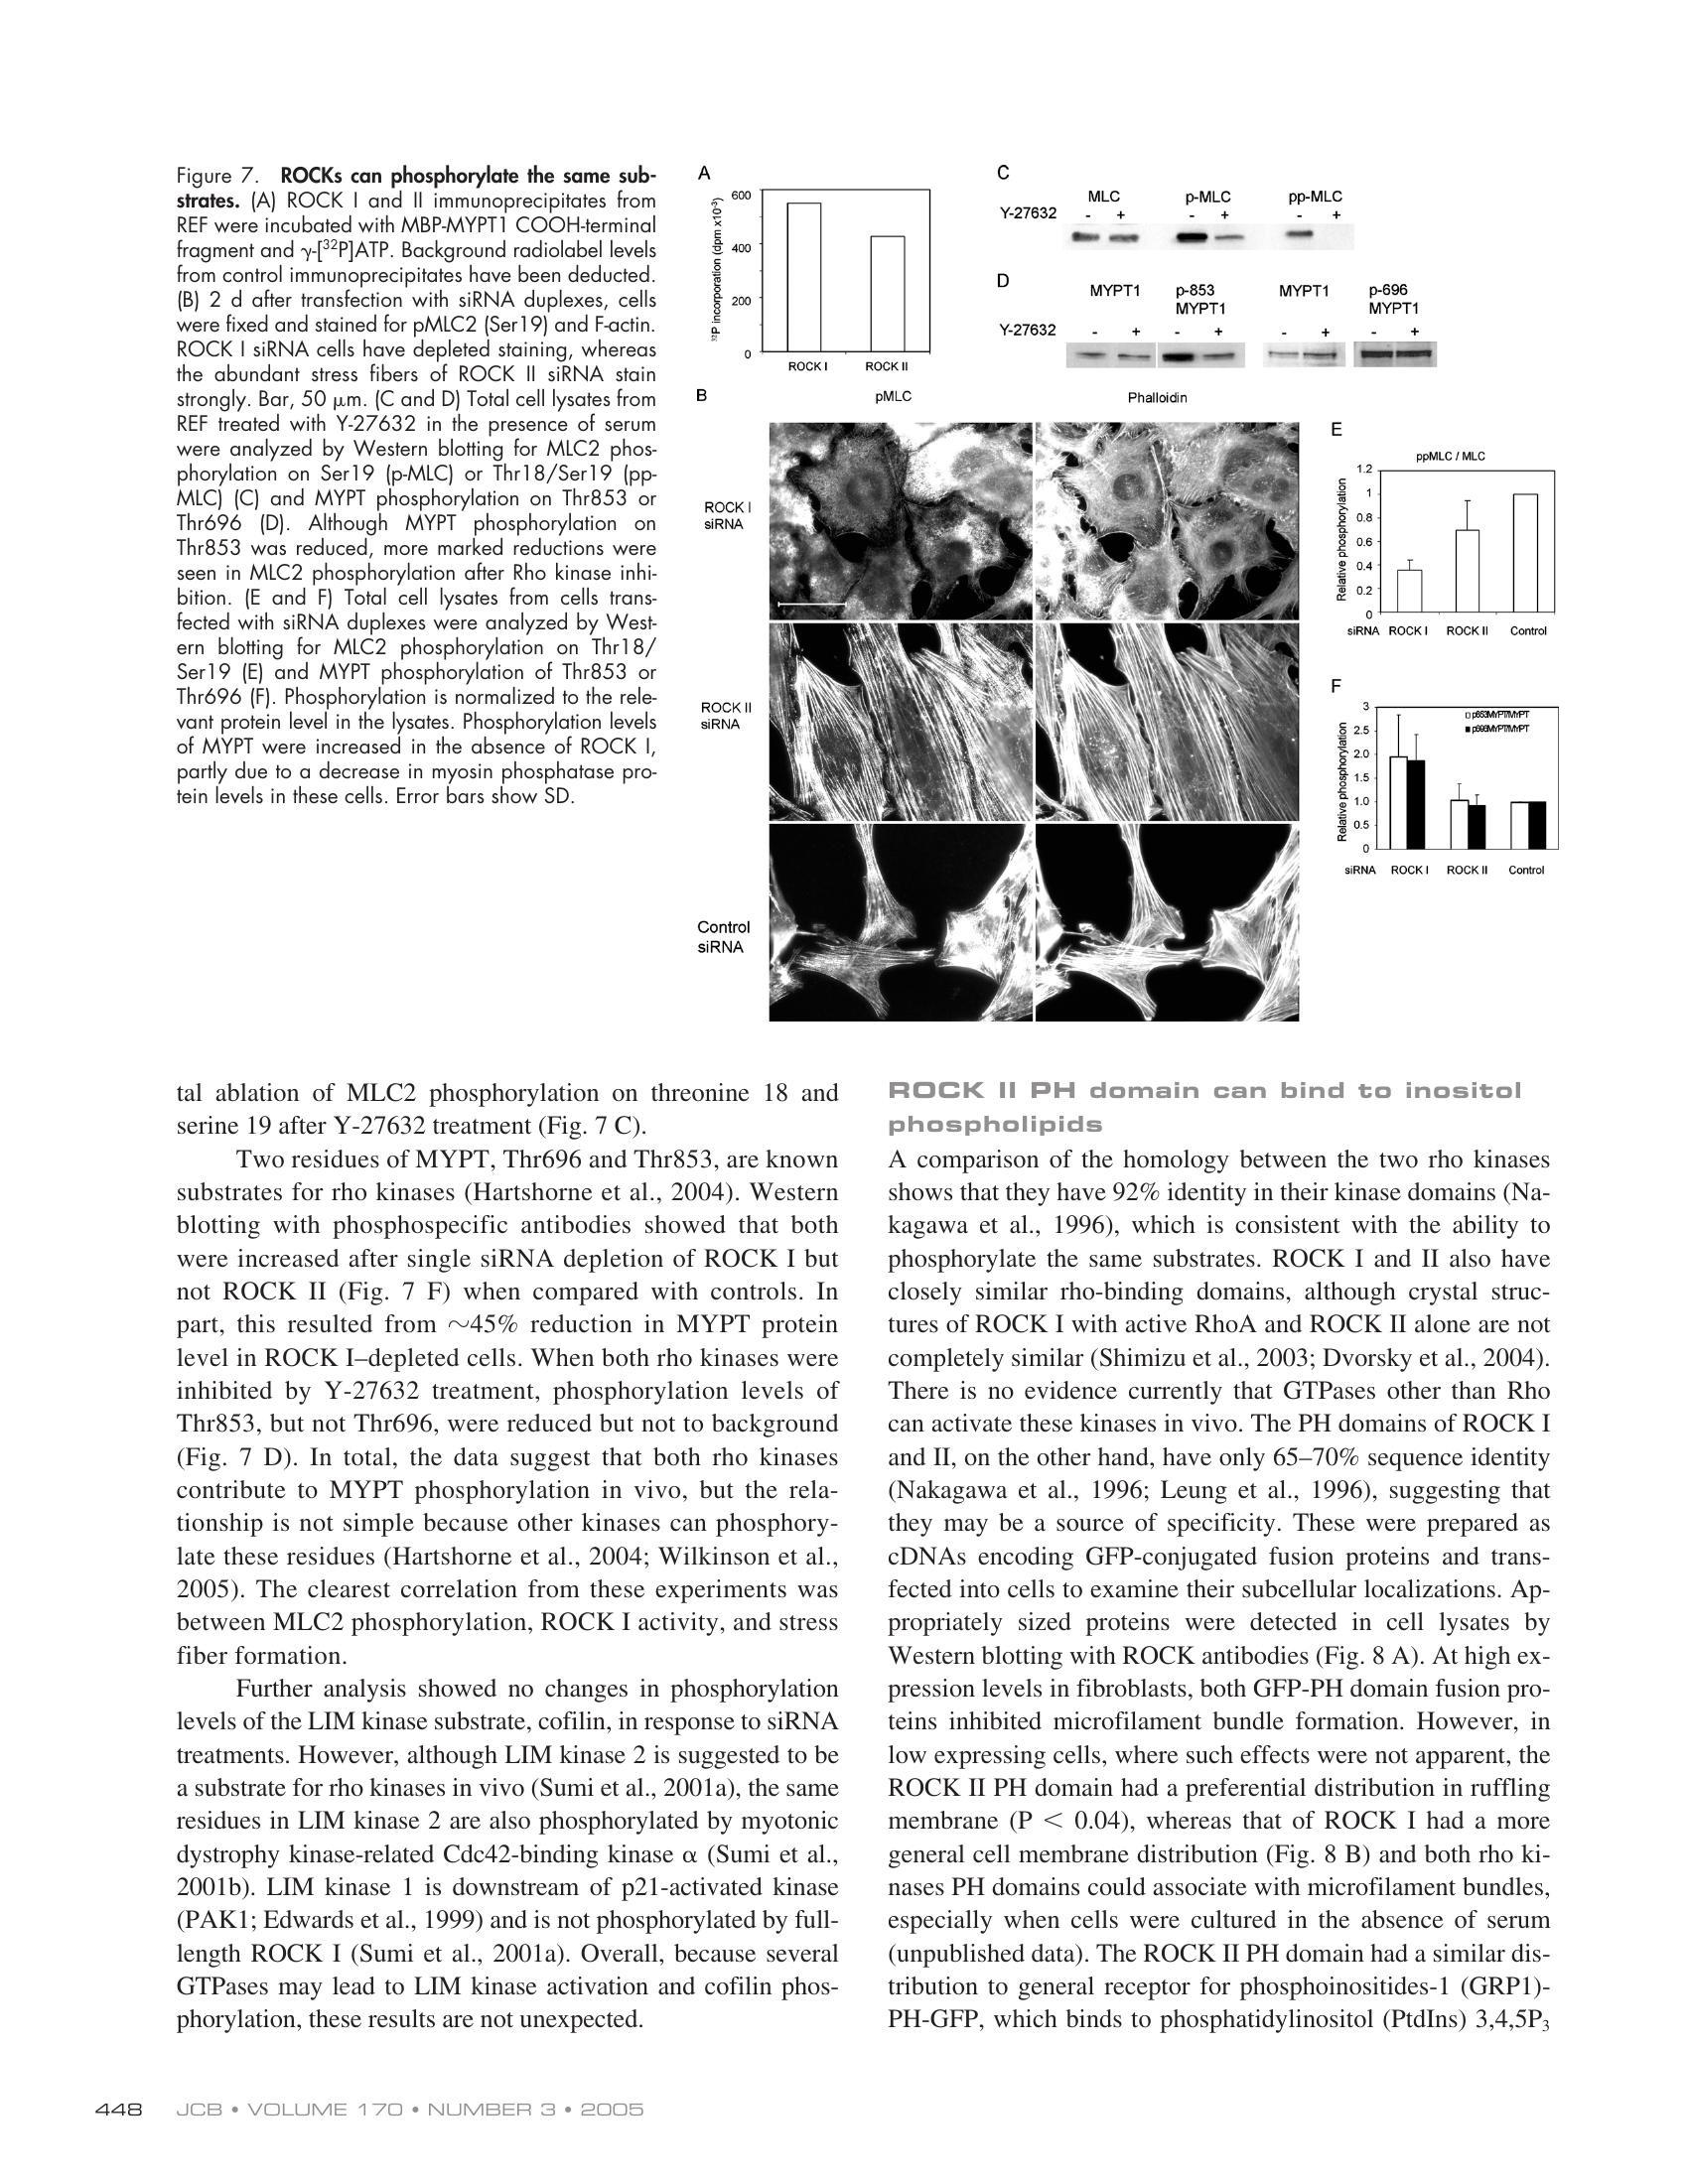 Figure 7. ROCKs can phosphorylate the same sub-
strates. (A) ROCK I and II immunoprecipitates from
REF were incubated with MBP-MYPT1 COOH-terminal
fragment and γ-[32P]ATP. Background radiolabel levels
from control immunoprecipitates have been deducted.
(B) 2 d after transfection with siRNA duplexes, cells
were fixed and stained for pMLC2 (Ser19) and F-actin.
ROCK I siRNA cells have depleted staining, whereas
the abundant stress fibers of ROCK II siRNA stain
strongly. Bar, 50 μm. (C and D) Total cell lysates from
REF treated with Y-27632 in the presence of serum
were analyzed by Western blotting for MLC2 phos-
phorylation on Ser19 (p-MLC) or Thr18/Ser19 (pp-
MLC) (C) and MYPT phosphorylation on Thr853 or
Thr696 (D). Although MYPT phosphorylation on
Thr853 was reduced, more marked reductions were
seen in MLC2 phosphorylation after Rho kinase inhi-
bition. (E and F) Total cell lysates from cells trans-
fected with siRNA duplexes were analyzed by West-
ern blotting for MLC2 phosphorylation on Thr18/
Ser19 (E) and MYPT phosphorylation of Thr853 or
Thr696 (F). Phosphorylation is normalized to the rele-
vant protein level in the lysates. Phosphorylation levels
of MYPT were increased in the absence of ROCK I,
partly due to a decrease in myosin phosphatase pro-
tein levels in these cells. Error bars show SD.
A
32P incorporation (dpm x10-3)
600
400
200
0
ROCK I ROCK II
C
MLC p-MLC pp-MLC
Y-27632 - + - + - +
D
MYPT1 p-853 MYPT1 p-696
MYPT1 MYPT1
Y-27632 - + - + - + - +
B
pMLC Phalloidin
ROCK I
siRNA
ROCK II
siRNA
Control
siRNA
E
ppMLC / MLC
Relative phosphorylation
1.2
1
0.8
0.6
0.4
0.2
0
siRNA ROCK I ROCK II Control
F
Relative phosphorylation
3
2.5
2.0
1.5
1.0
0.5
0
p853MYPT/MYPT
p696MYPT/MYPT
siRNA ROCK I ROCK II Control
tal ablation of MLC2 phosphorylation on threonine 18 and
serine 19 after Y-27632 treatment (Fig. 7 C).
Two residues of MYPT, Thr696 and Thr853, are known
substrates for rho kinases (Hartshorne et al., 2004). Western
blotting with phosphospecific antibodies showed that both
were increased after single siRNA depletion of ROCK I but
not ROCK II (Fig. 7 F) when compared with controls. In
part, this resulted from ~45% reduction in MYPT protein
level in ROCK I–depleted cells. When both rho kinases were
inhibited by Y-27632 treatment, phosphorylation levels of
Thr853, but not Thr696, were reduced but not to background
(Fig. 7 D). In total, the data suggest that both rho kinases
contribute to MYPT phosphorylation in vivo, but the rela-
tionship is not simple because other kinases can phosphory-
late these residues (Hartshorne et al., 2004; Wilkinson et al.,
2005). The clearest correlation from these experiments was
between MLC2 phosphorylation, ROCK I activity, and stress
fiber formation.
Further analysis showed no changes in phosphorylation
levels of the LIM kinase substrate, cofilin, in response to siRNA
treatments. However, although LIM kinase 2 is suggested to be
a substrate for rho kinases in vivo (Sumi et al., 2001a), the same
residues in LIM kinase 2 are also phosphorylated by myotonic
dystrophy kinase-related Cdc42-binding kinase α (Sumi et al.,
2001b). LIM kinase 1 is downstream of p21-activated kinase
(PAK1; Edwards et al., 1999) and is not phosphorylated by full-
length ROCK I (Sumi et al., 2001a). Overall, because several
GTPases may lead to LIM kinase activation and cofilin phos-
phorylation, these results are not unexpected.
ROCK II PH domain can bind to inositol
phospholipids
A comparison of the homology between the two rho kinases
shows that they have 92% identity in their kinase domains (Na-
kagawa et al., 1996), which is consistent with the ability to
phosphorylate the same substrates. ROCK I and II also have
closely similar rho-binding domains, although crystal struc-
tures of ROCK I with active RhoA and ROCK II alone are not
completely similar (Shimizu et al., 2003; Dvorsky et al., 2004).
There is no evidence currently that GTPases other than Rho
can activate these kinases in vivo. The PH domains of ROCK I
and II, on the other hand, have only 65–70% sequence identity
(Nakagawa et al., 1996; Leung et al., 1996), suggesting that
they may be a source of specificity. These were prepared as
cDNAs encoding GFP-conjugated fusion proteins and trans-
fected into cells to examine their subcellular localizations. Ap-
propriately sized proteins were detected in cell lysates by
Western blotting with ROCK antibodies (Fig. 8 A). At high ex-
pression levels in fibroblasts, both GFP-PH domain fusion pro-
teins inhibited microfilament bundle formation. However, in
low expressing cells, where such effects were not apparent, the
ROCK II PH domain had a preferential distribution in ruffling
membrane (P < 0.04), whereas that of ROCK I had a more
general cell membrane distribution (Fig. 8 B) and both rho ki-
nases PH domains could associate with microfilament bundles,
especially when cells were cultured in the absence of serum
(unpublished data). The ROCK II PH domain had a similar dis-
tribution to general receptor for phosphoinositides-1 (GRP1)-
PH-GFP, which binds to phosphatidylinositol (PtdIns) 3,4,5P3
448 JCB • VOLUME 170 • NUMBER 3 • 2005